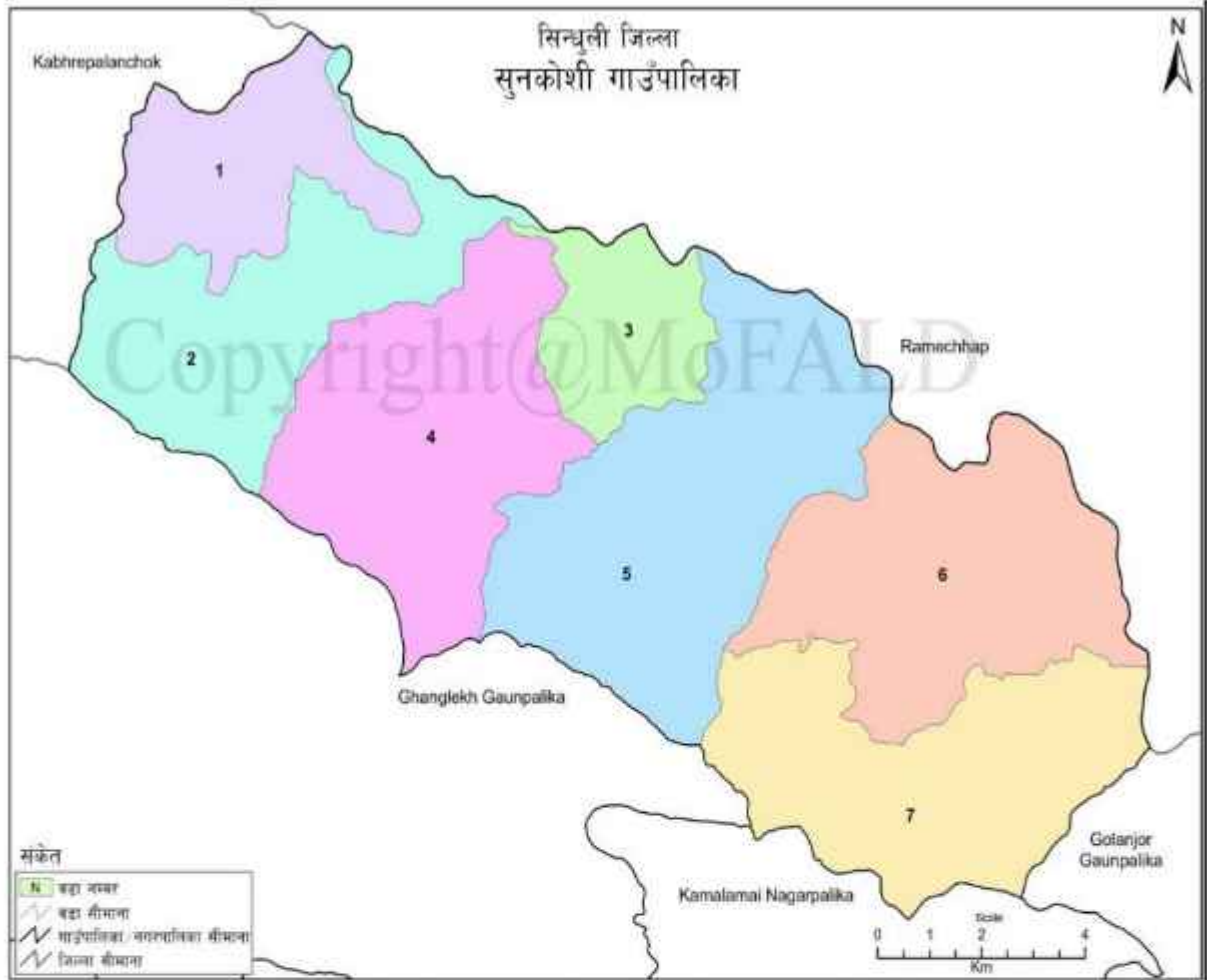 सिन्धुली जिल्ला
सुनकोशी गाउँपालिका
N
Kabhrepalanchok
1
2
3
4
5
6
7
Copyright@MoFALD
Ramechhap
Ghanglekh Gaunpalika
Golanjor
Gaunpalika
Kamalamai Nagarpalika
संकेत
N वडा नम्बर
वडा सीमाना
गाउँपालिका/नगरपालिका सीमाना
जिल्ला सीमाना
Scale
0 1 2 4
Km